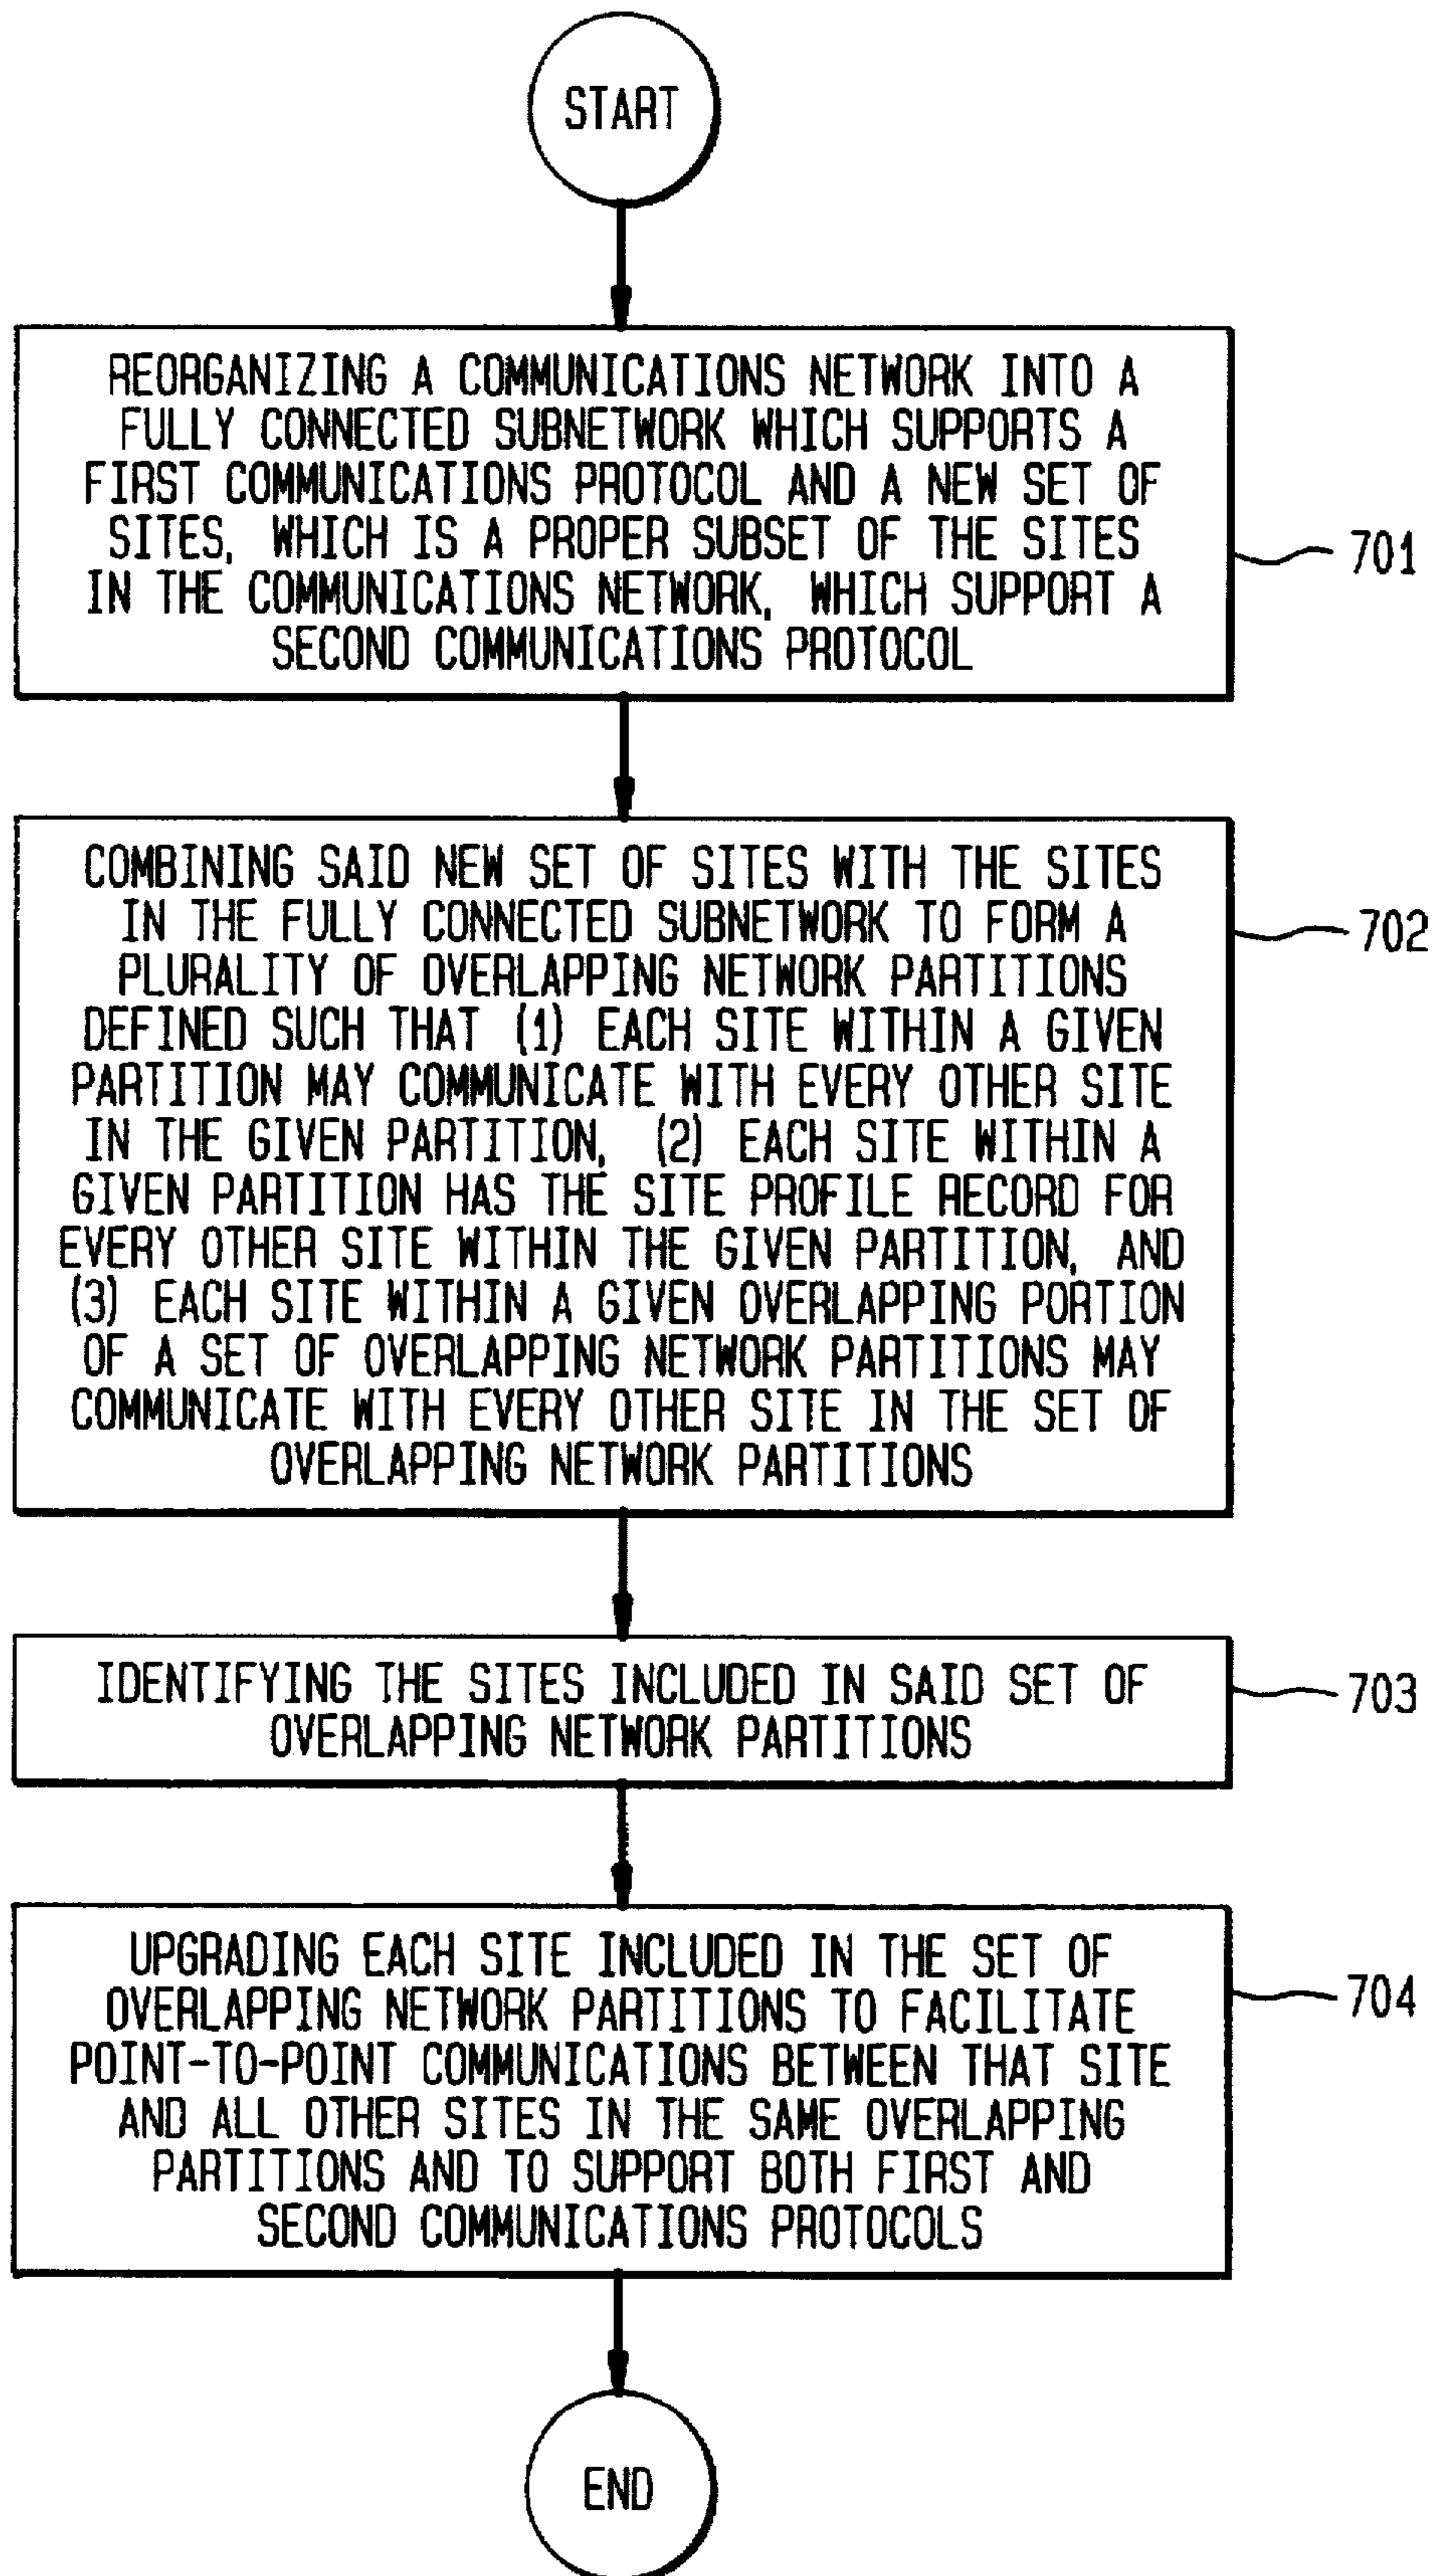 START
REORGANIZING A COMMUNICATIONS NETWORK INTO A
FULLY CONNECTED SUBNETWORK WHICH SUPPORTS A
FIRST COMMUNICATIONS PROTOCOL AND A NEW SET OF
SITES, WHICH IS A PROPER SUBSET OF THE SITES
IN THE COMMUNICATIONS NETWORK, WHICH SUPPORT A
SECOND COMMUNICATIONS PROTOCOL
701
COMBINING SAID NEW SET OF SITES WITH THE SITES
IN THE FULLY CONNECTED SUBNETWORK TO FORM A
PLURALITY OF OVERLAPPING NETWORK PARTITIONS
DEFINED SUCH THAT (1) EACH SITE WITHIN A GIVEN
PARTITION MAY COMMUNICATE WITH EVERY OTHER SITE
IN THE GIVEN PARTITION, (2) EACH SITE WITHIN A
GIVEN PARTITION HAS THE SITE PROFILE RECORD FOR
EVERY OTHER SITE WITHIN THE GIVEN PARTITION, AND
(3) EACH SITE WITHIN A GIVEN OVERLAPPING PORTION
OF A SET OF OVERLAPPING NETWORK PARTITIONS MAY
COMMUNICATE WITH EVERY OTHER SITE IN THE SET OF
OVERLAPPING NETWORK PARTITIONS
702
IDENTIFYING THE SITES INCLUDED IN SAID SET OF
OVERLAPPING NETWORK PARTITIONS
703
UPGRADING EACH SITE INCLUDED IN THE SET OF
OVERLAPPING NETWORK PARTITIONS TO FACILITATE
POINT-TO-POINT COMMUNICATIONS BETWEEN THAT SITE
AND ALL OTHER SITES IN THE SAME OVERLAPPING
PARTITIONS AND TO SUPPORT BOTH FIRST AND
SECOND COMMUNICATIONS PROTOCOLS
704
END